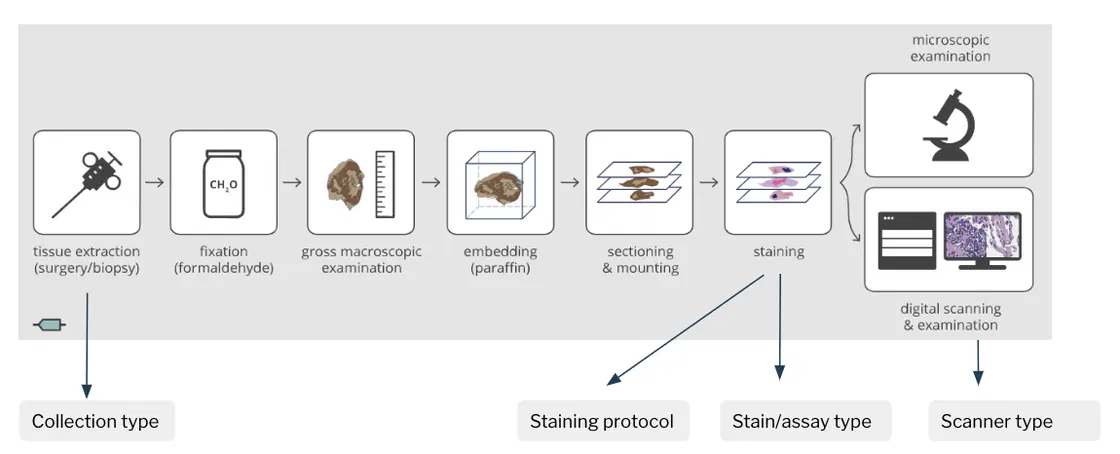 microscopic
examination
CH2O
tissue extraction
(surgery/biopsy)
fixation
(formaldehyde)
gross macroscopic
examination
embedding
(paraffin)
sectioning
& mounting
staining
digital scanning
& examination
Collection type
Staining protocol
Stain/assay type
Scanner type